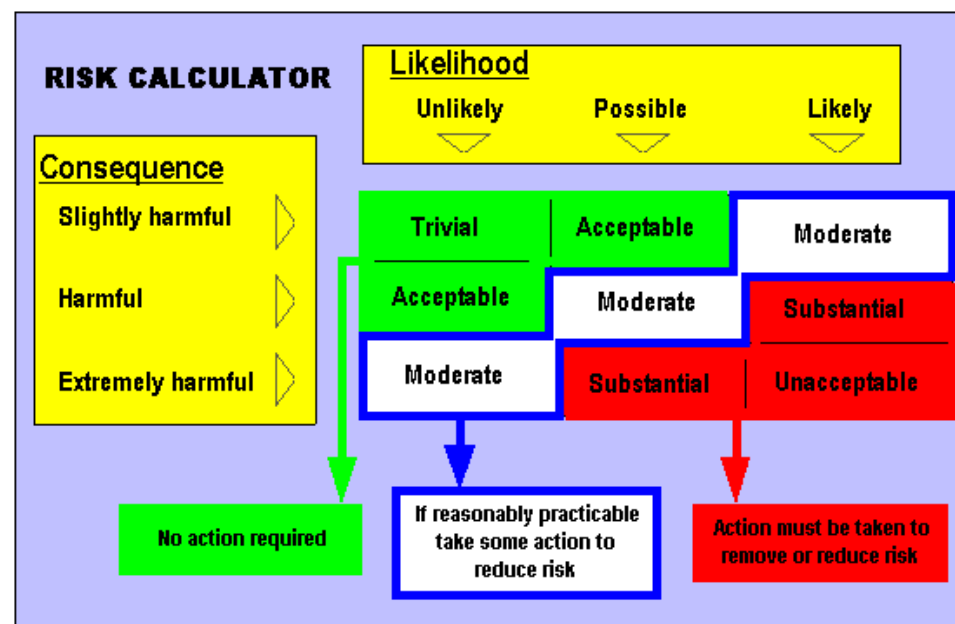 RISK CALCULATOR
Likelihood
Unlikely Possible Likely
Consequence
Slightly harmful
Harmful
Extremely harmful
Trivial Acceptable Moderate
Acceptable Moderate Substantial
Moderate Substantial Unacceptable
No action required
If reasonably practicable
take some action to
reduce risk
Action must be taken to
remove or reduce risk